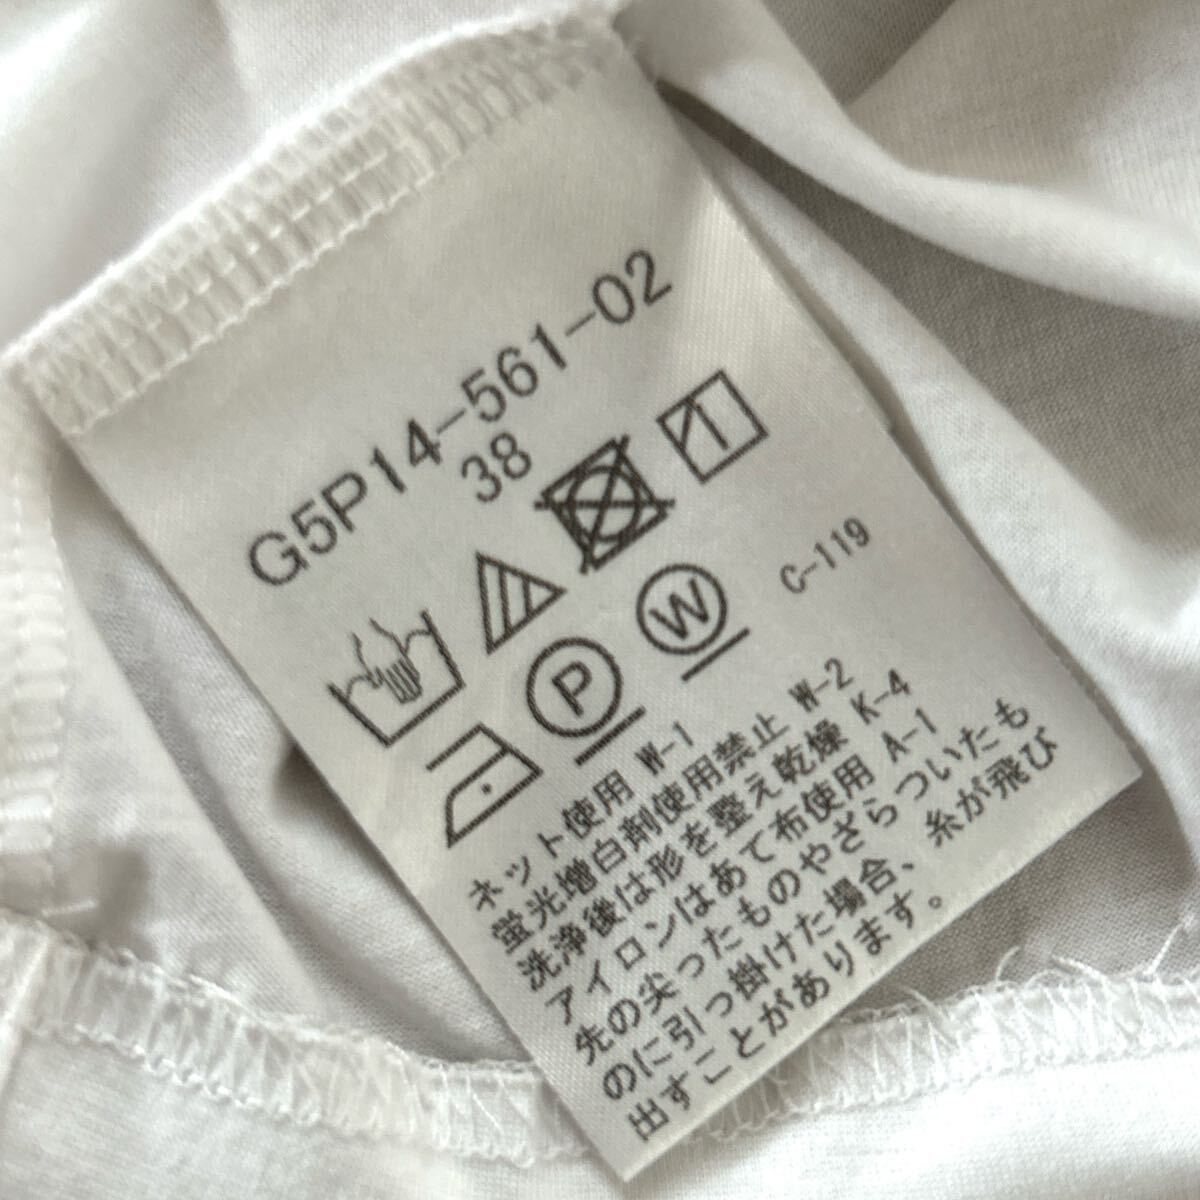 G5P14-561-02
38
P
W
C-119
ネット使用 W-1
蛍光増白剤使用禁止 W-2
洗浄後は形を整え乾燥 K-4
アイロンはあて布使用 A-1
先の尖ったものやざらついたも
のに引っ掛けた場合、糸が飛び
出すことがあります。